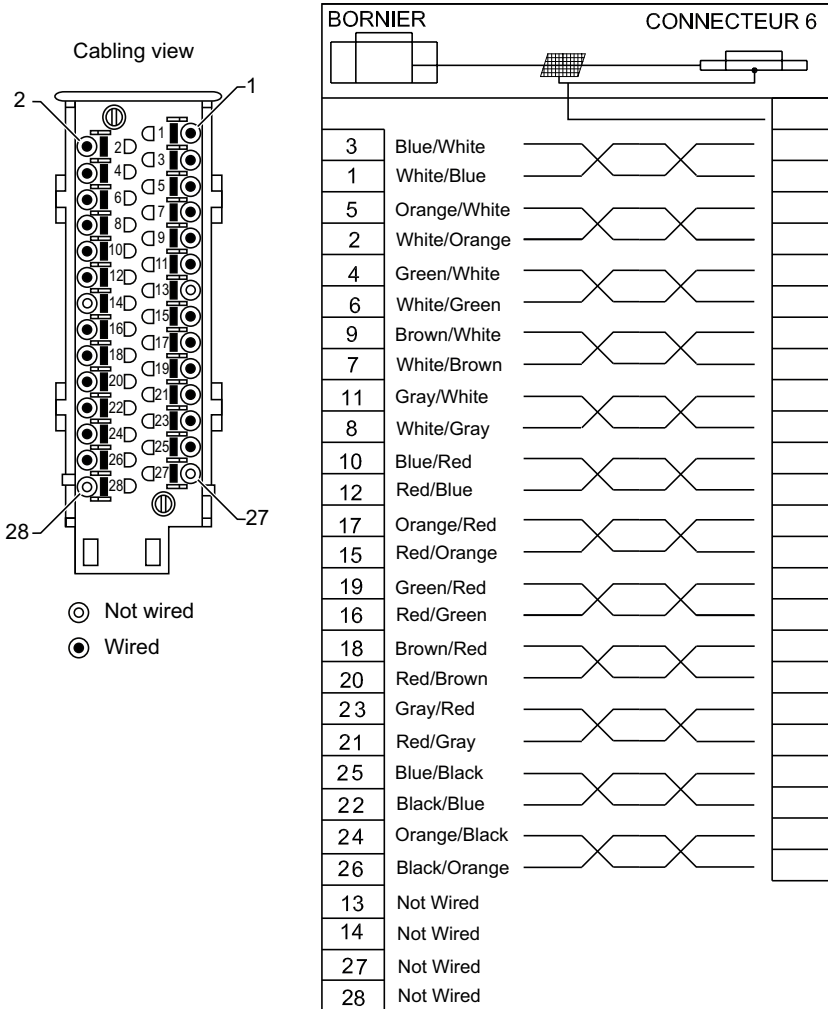 Cabling view
2
1
1
2
3
4
5
6
7
8
9
10
11
12
13
14
15
16
17
18
19
20
21
22
23
24
25
26
27
28
28
27
Not wired
Wired
BORNIER CONNECTEUR 6
3 Blue/White
1 White/Blue
5 Orange/White
2 White/Orange
4 Green/White
6 White/Green
9 Brown/White
7 White/Brown
11 Gray/White
8 White/Gray
10 Blue/Red
12 Red/Blue
17 Orange/Red
15 Red/Orange
19 Green/Red
16 Red/Green
18 Brown/Red
20 Red/Brown
23 Gray/Red
21 Red/Gray
25 Blue/Black
22 Black/Blue
24 Orange/Black
26 Black/Orange
13 Not Wired
14 Not Wired
27 Not Wired
28 Not Wired